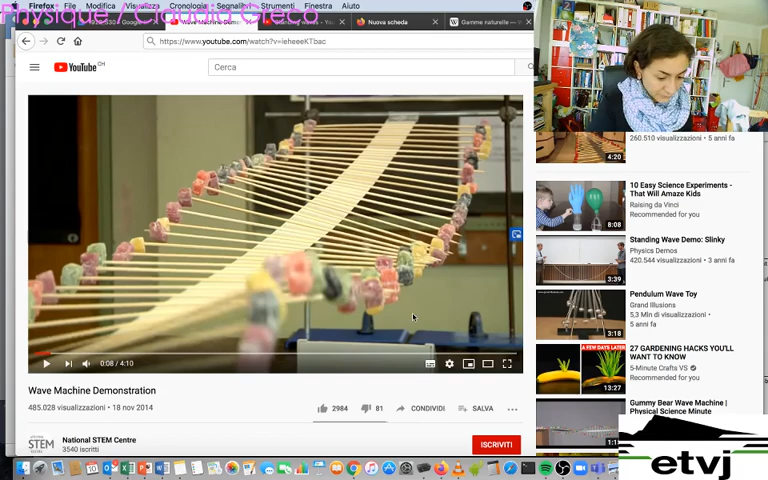 Physique / Claudia Greco
Firefox File Modifica Visualizza Cronologia Segnalibri Strumenti Finestra Aiuto
Nuova scheda
Gamme naturelle —
https://www.youtube.com/watch?v=ieheeeKTbac
YouTube CH
Cerca
260.510 visualizzazioni • 5 anni fa
4:20
10 Easy Science Experiments -
That Will Amaze Kids
Raising da Vinci
Recommended for you
8:08
Standing Wave Demo: Slinky
Physics Demos
420.544 visualizzazioni • 3 anni fa
3:39
Pendulum Wave Toy
Grand Illusions
5,3 Mln di visualizzazioni •
5 anni fa
3:18
27 GARDENING HACKS YOU'LL
WANT TO KNOW
5-Minute Crafts VS
Recommended for you
A FEW DAYS LATER
13:27
Gummy Bear Wave Machine |
Physical Science Minute
0:08 / 4:10
Wave Machine Demonstration
485.028 visualizzazioni • 18 nov 2014
2984
81
CONDIVIDI
SALVA
STEM
National STEM Centre
3540 iscritti
ISCRIVITI
etvj